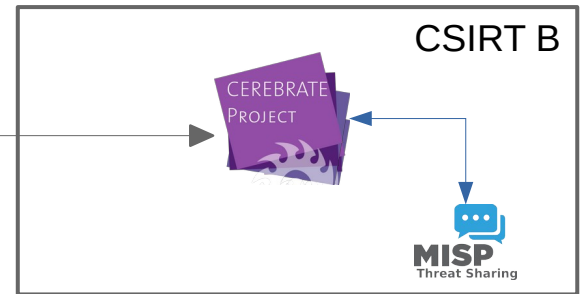 CSIRT B
CEREBRATE
PROJECT
MISP
Threat Sharing